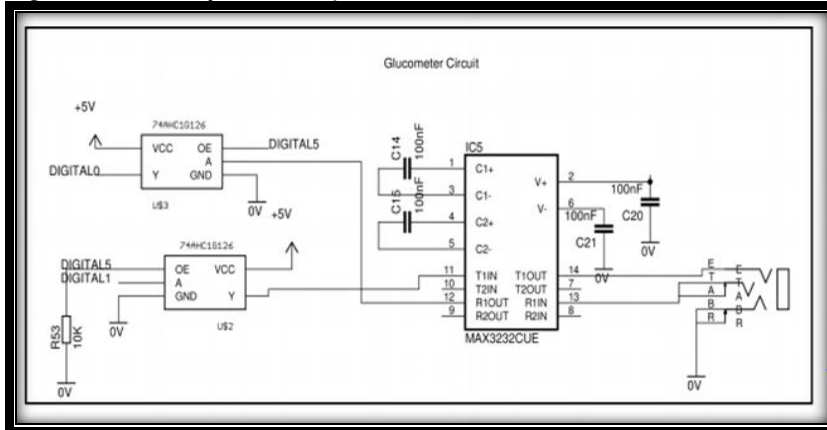 Glucometer Circuit
+5V
74AHC1G126
VCC OE DIGITAL5
A
DIGITAL0 Y GND
U$3
0V
+5V
74AHC1G126
DIGITAL5 OE VCC
DIGITAL1 A
GND Y
U$2
0V
R53
10K
0V
C14
100nF
C15
100nF
IC5
1 C1+
3 C1-
4 C2+
5 C2-
V+ 2
V- 6
100nF
C20
0V
100nF
C21
0V
11 T1IN T1OUT 14
10 T2IN T2OUT 7
12 R1OUT R1IN 13
9 R2OUT R2IN 8
MAX3232CUE
E E
T T
A A
B B
R R
0V